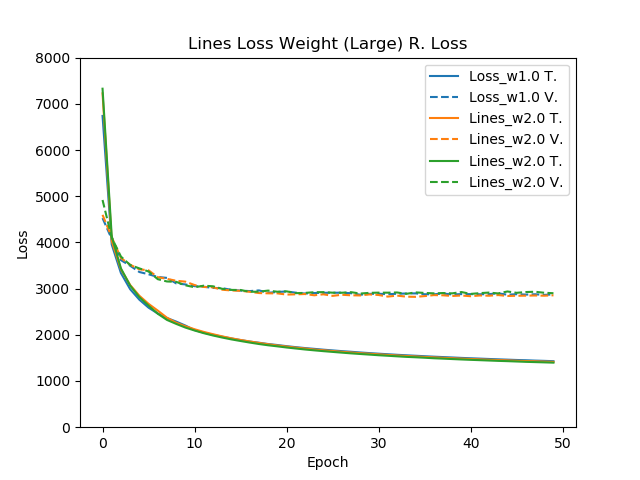 Lines Loss Weight (Large) R. Loss
8000
7000
6000
5000
4000
3000
2000
1000
0
Loss
Loss_w1.0 T.
Loss_w1.0 V.
Lines_w2.0 T.
Lines_w2.0 V.
Lines_w2.0 T.
Lines_w2.0 V.
0 10 20 30 40 50
Epoch